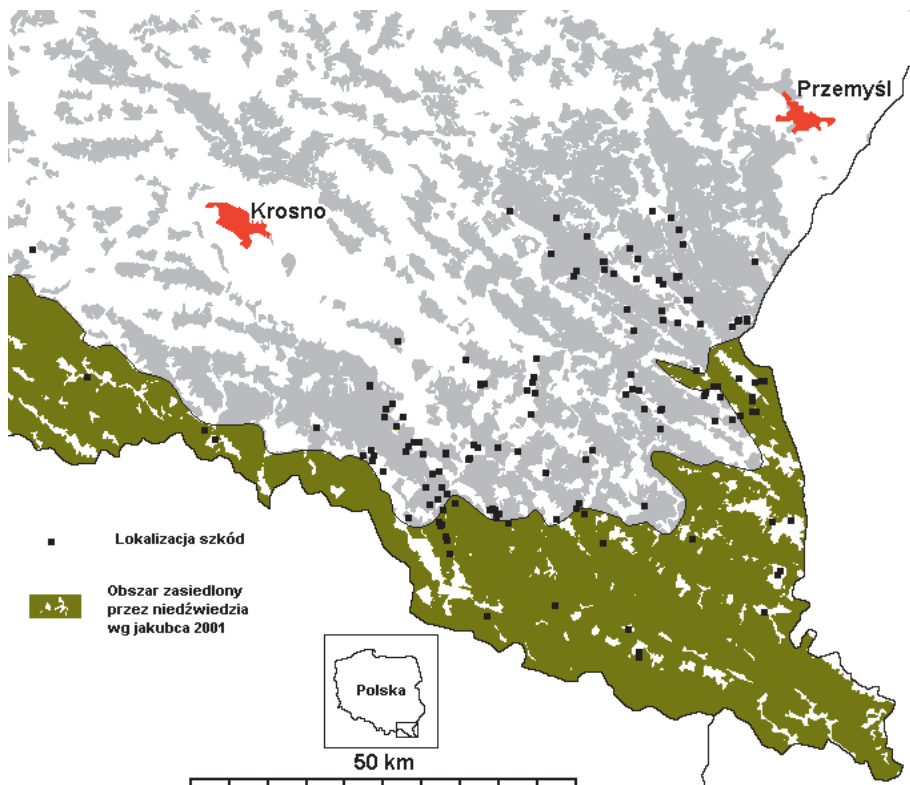 Przemyśl
Krosno
Lokalizacja szkód
Obszar zasiedlony
przez niedźwiedzia
wg jakubca 2001
Polska
50 km